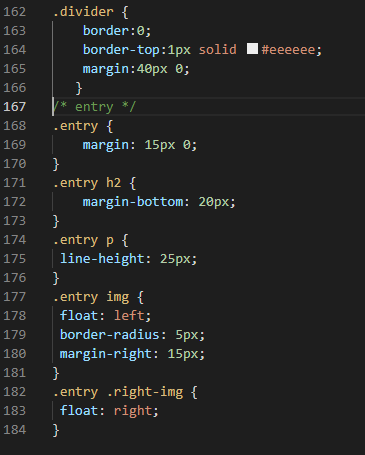 162 .divider {
163     border:0;
164     border-top:1px solid #eeeeee;
165     margin:40px 0;
166    }
167 /* entry */
168 .entry {
169     margin: 15px 0;
170 }
171 .entry h2 {
172     margin-bottom: 20px;
173 }
174 .entry p {
175  line-height: 25px;
176 }
177 .entry img {
178  float: left;
179  border-radius: 5px;
180  margin-right: 15px;
181 }
182 .entry .right-img {
183  float: right;
184 }